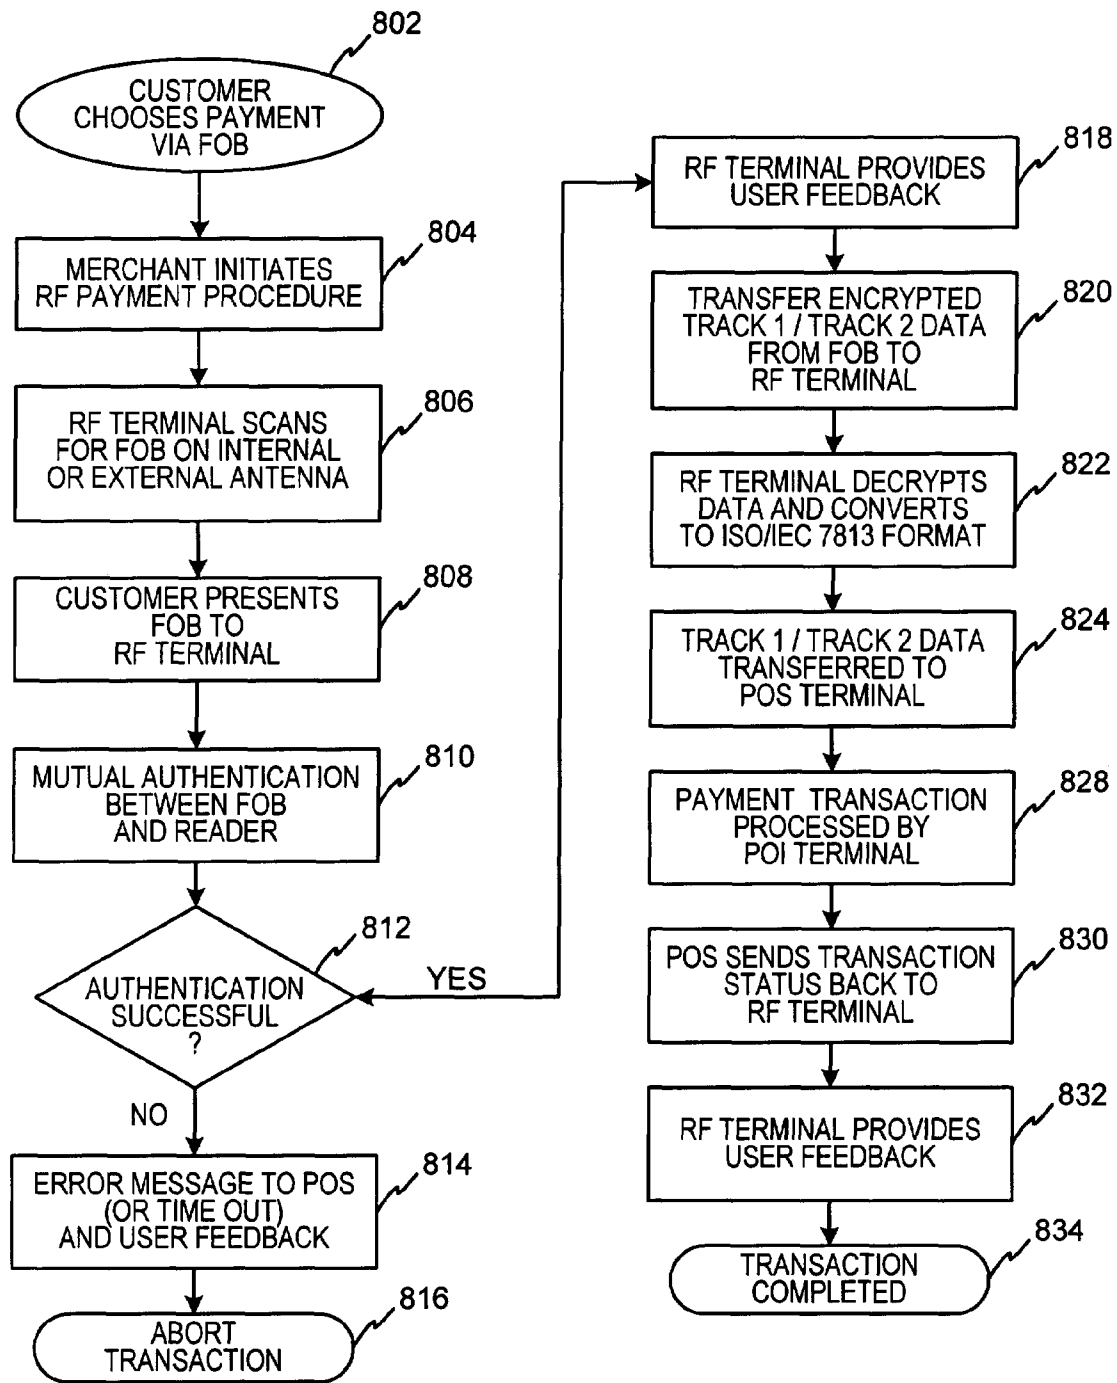 802
CUSTOMER
CHOOSES PAYMENT
VIA FOB
804
MERCHANT INITIATES
RF PAYMENT PROCEDURE
806
RF TERMINAL SCANS
FOR FOB ON INTERNAL
OR EXTERNAL ANTENNA
808
CUSTOMER PRESENTS
FOB TO
RF TERMINAL
810
MUTUAL AUTHENTICATION
BETWEEN FOB
AND READER
812
AUTHENTICATION
SUCCESSFUL
?
YES
NO
814
ERROR MESSAGE TO POS
(OR TIME OUT)
AND USER FEEDBACK
816
ABORT
TRANSACTION
818
RF TERMINAL PROVIDES
USER FEEDBACK
820
TRANSFER ENCRYPTED
TRACK 1 / TRACK 2 DATA
FROM FOB TO
RF TERMINAL
822
RF TERMINAL DECRYPTS
DATA AND CONVERTS
TO ISO/IEC 7813 FORMAT
824
TRACK 1 / TRACK 2 DATA
TRANSFERRED TO
POS TERMINAL
828
PAYMENT TRANSACTION
PROCESSED BY
POI TERMINAL
830
POS SENDS TRANSACTION
STATUS BACK TO
RF TERMINAL
832
RF TERMINAL PROVIDES
USER FEEDBACK
834
TRANSACTION
COMPLETED